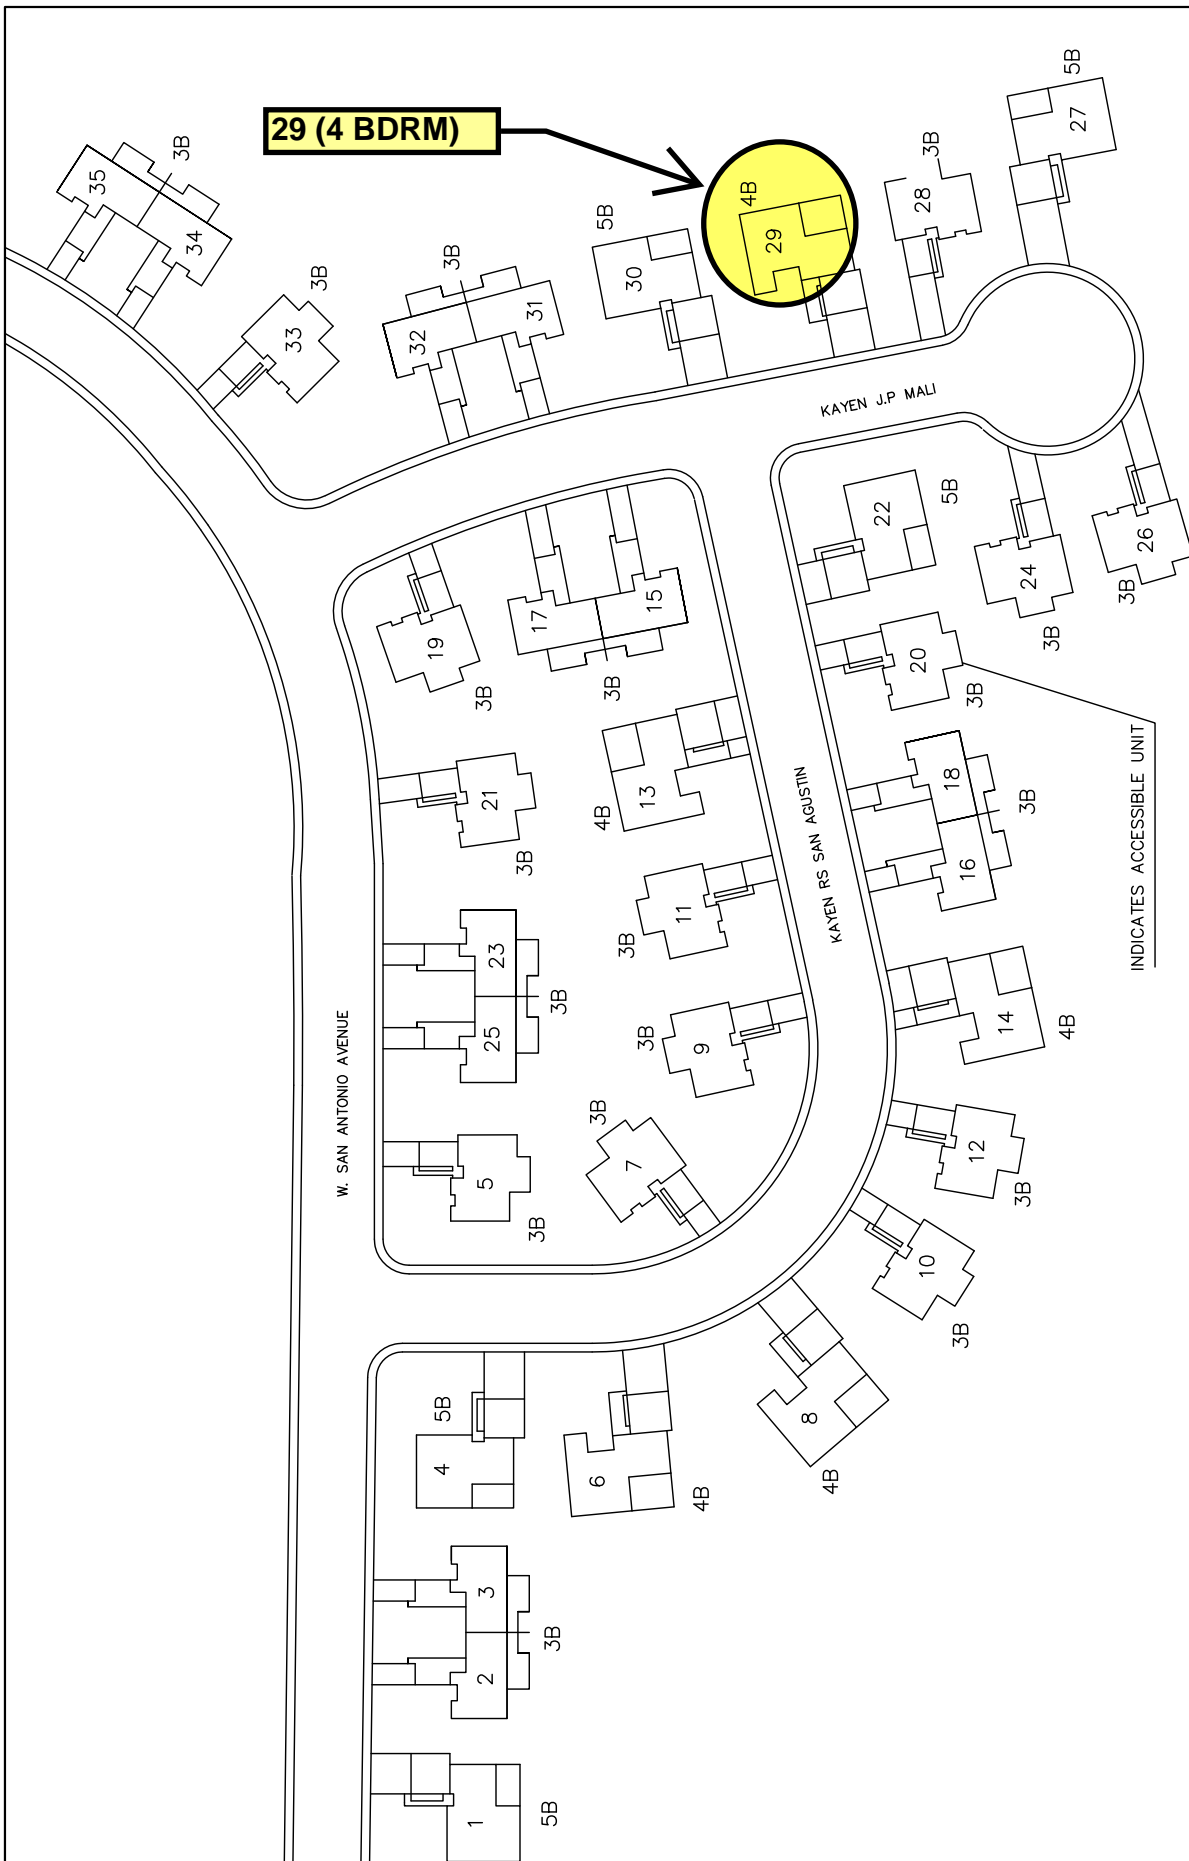 29 (4 BDRM)
35
3B
34
33
3B
32
3B
31
30
5B
29
4B
28
3B
27
5B
KAYEN J.P MALI
19
3B
17
15
3B
22
5B
24
3B
26
3B
20
3B
INDICATES ACCESSIBLE UNIT
21
3B
13
4B
18
16
3B
KAYEN RS SAN AGUSTIN
11
3B
23
25
3B
9
3B
14
4B
W. SAN ANTONIO AVENUE
5
3B
7
3B
12
3B
10
3B
4
5B
6
4B
8
4B
3
2
3B
1
5B